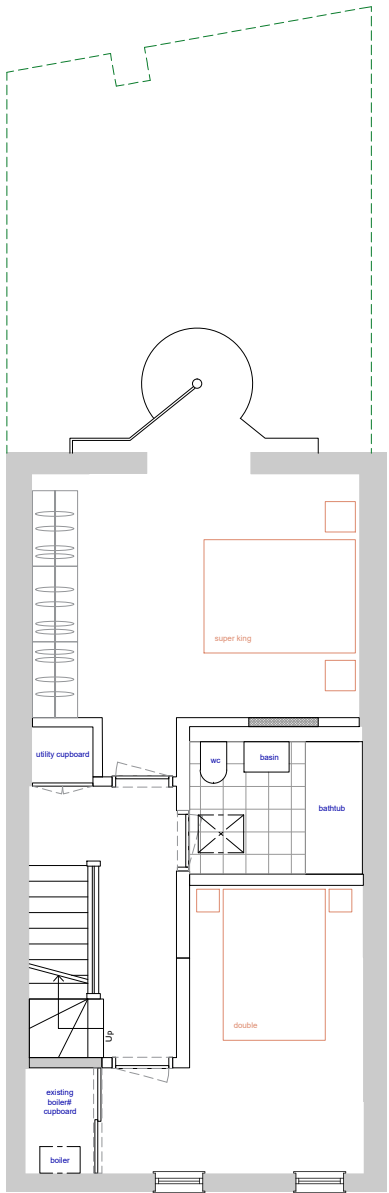 super king
utility cupboard
wc
basin
bathtub
double
Up
existing
boiler#
cupboard
boiler